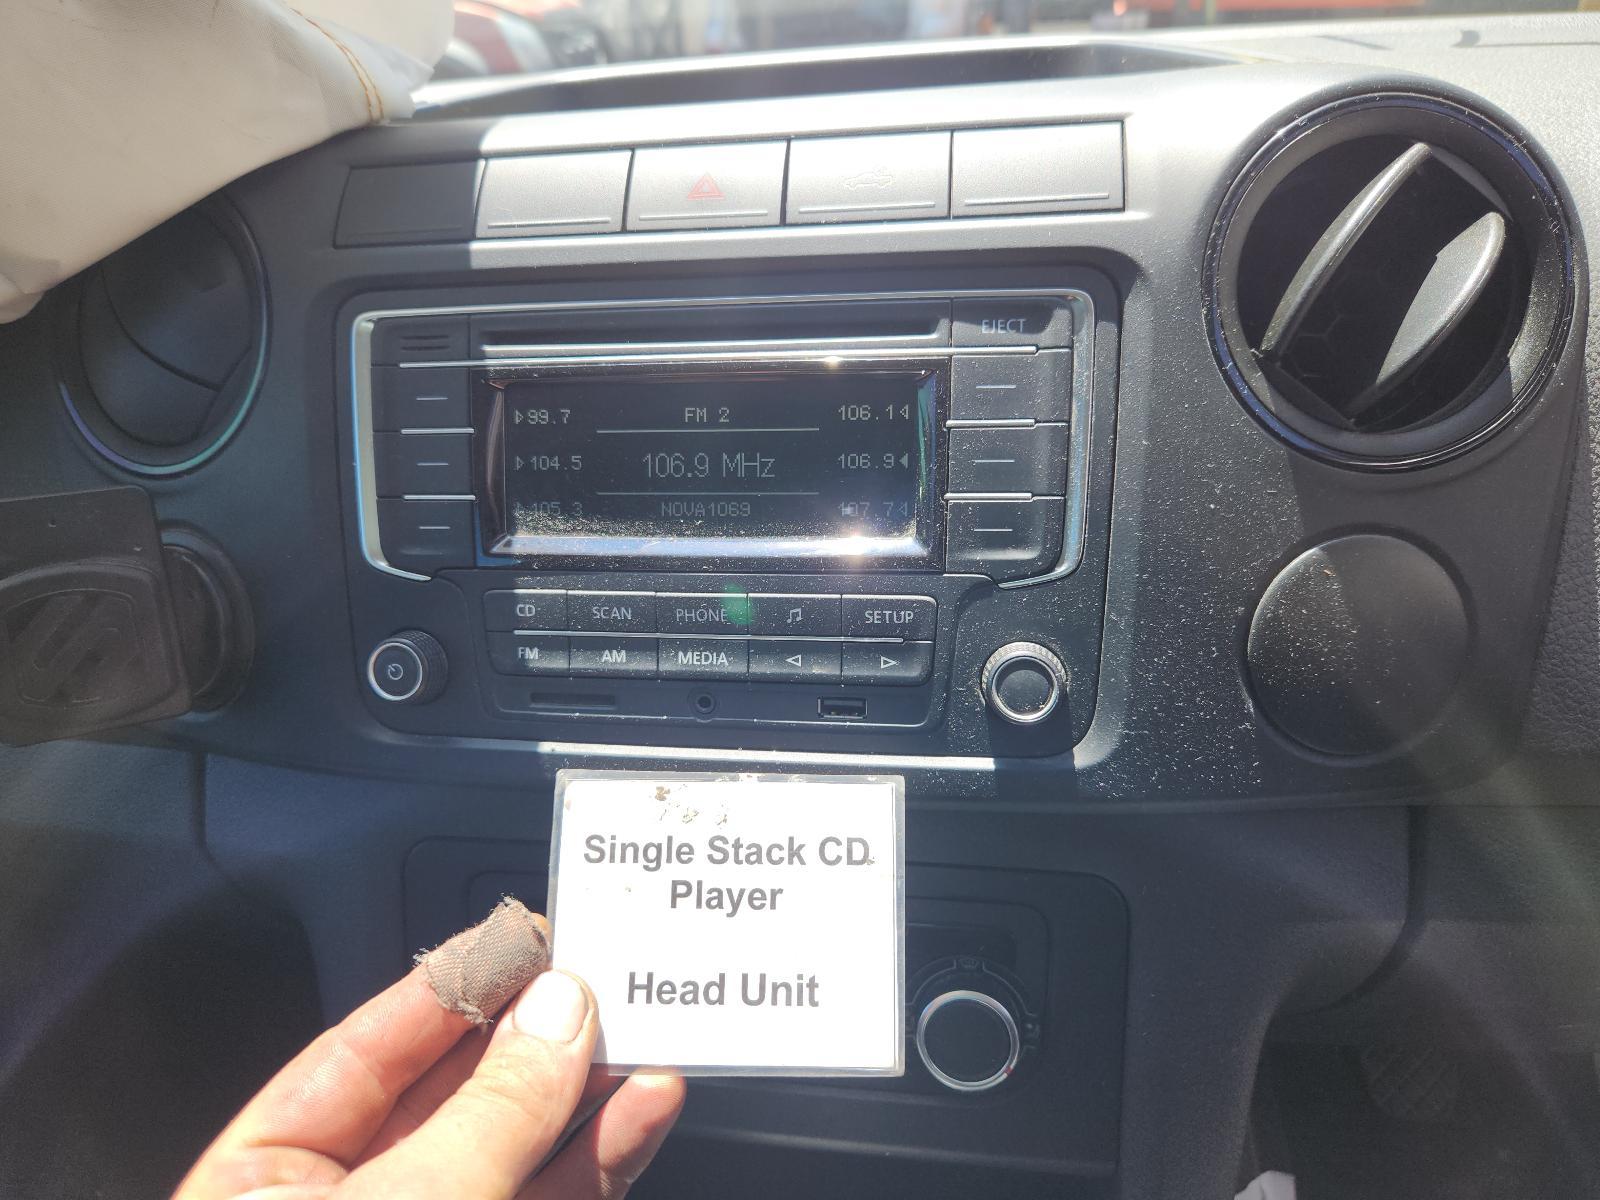 EJECT
99.7 FM 2 106.1
104.5 106.9 MHz 106.9
105.3 NOVA1069 107.7
CD SCAN PHONE SETUP
FM AM MEDIA
Single Stack CD
Player
Head Unit